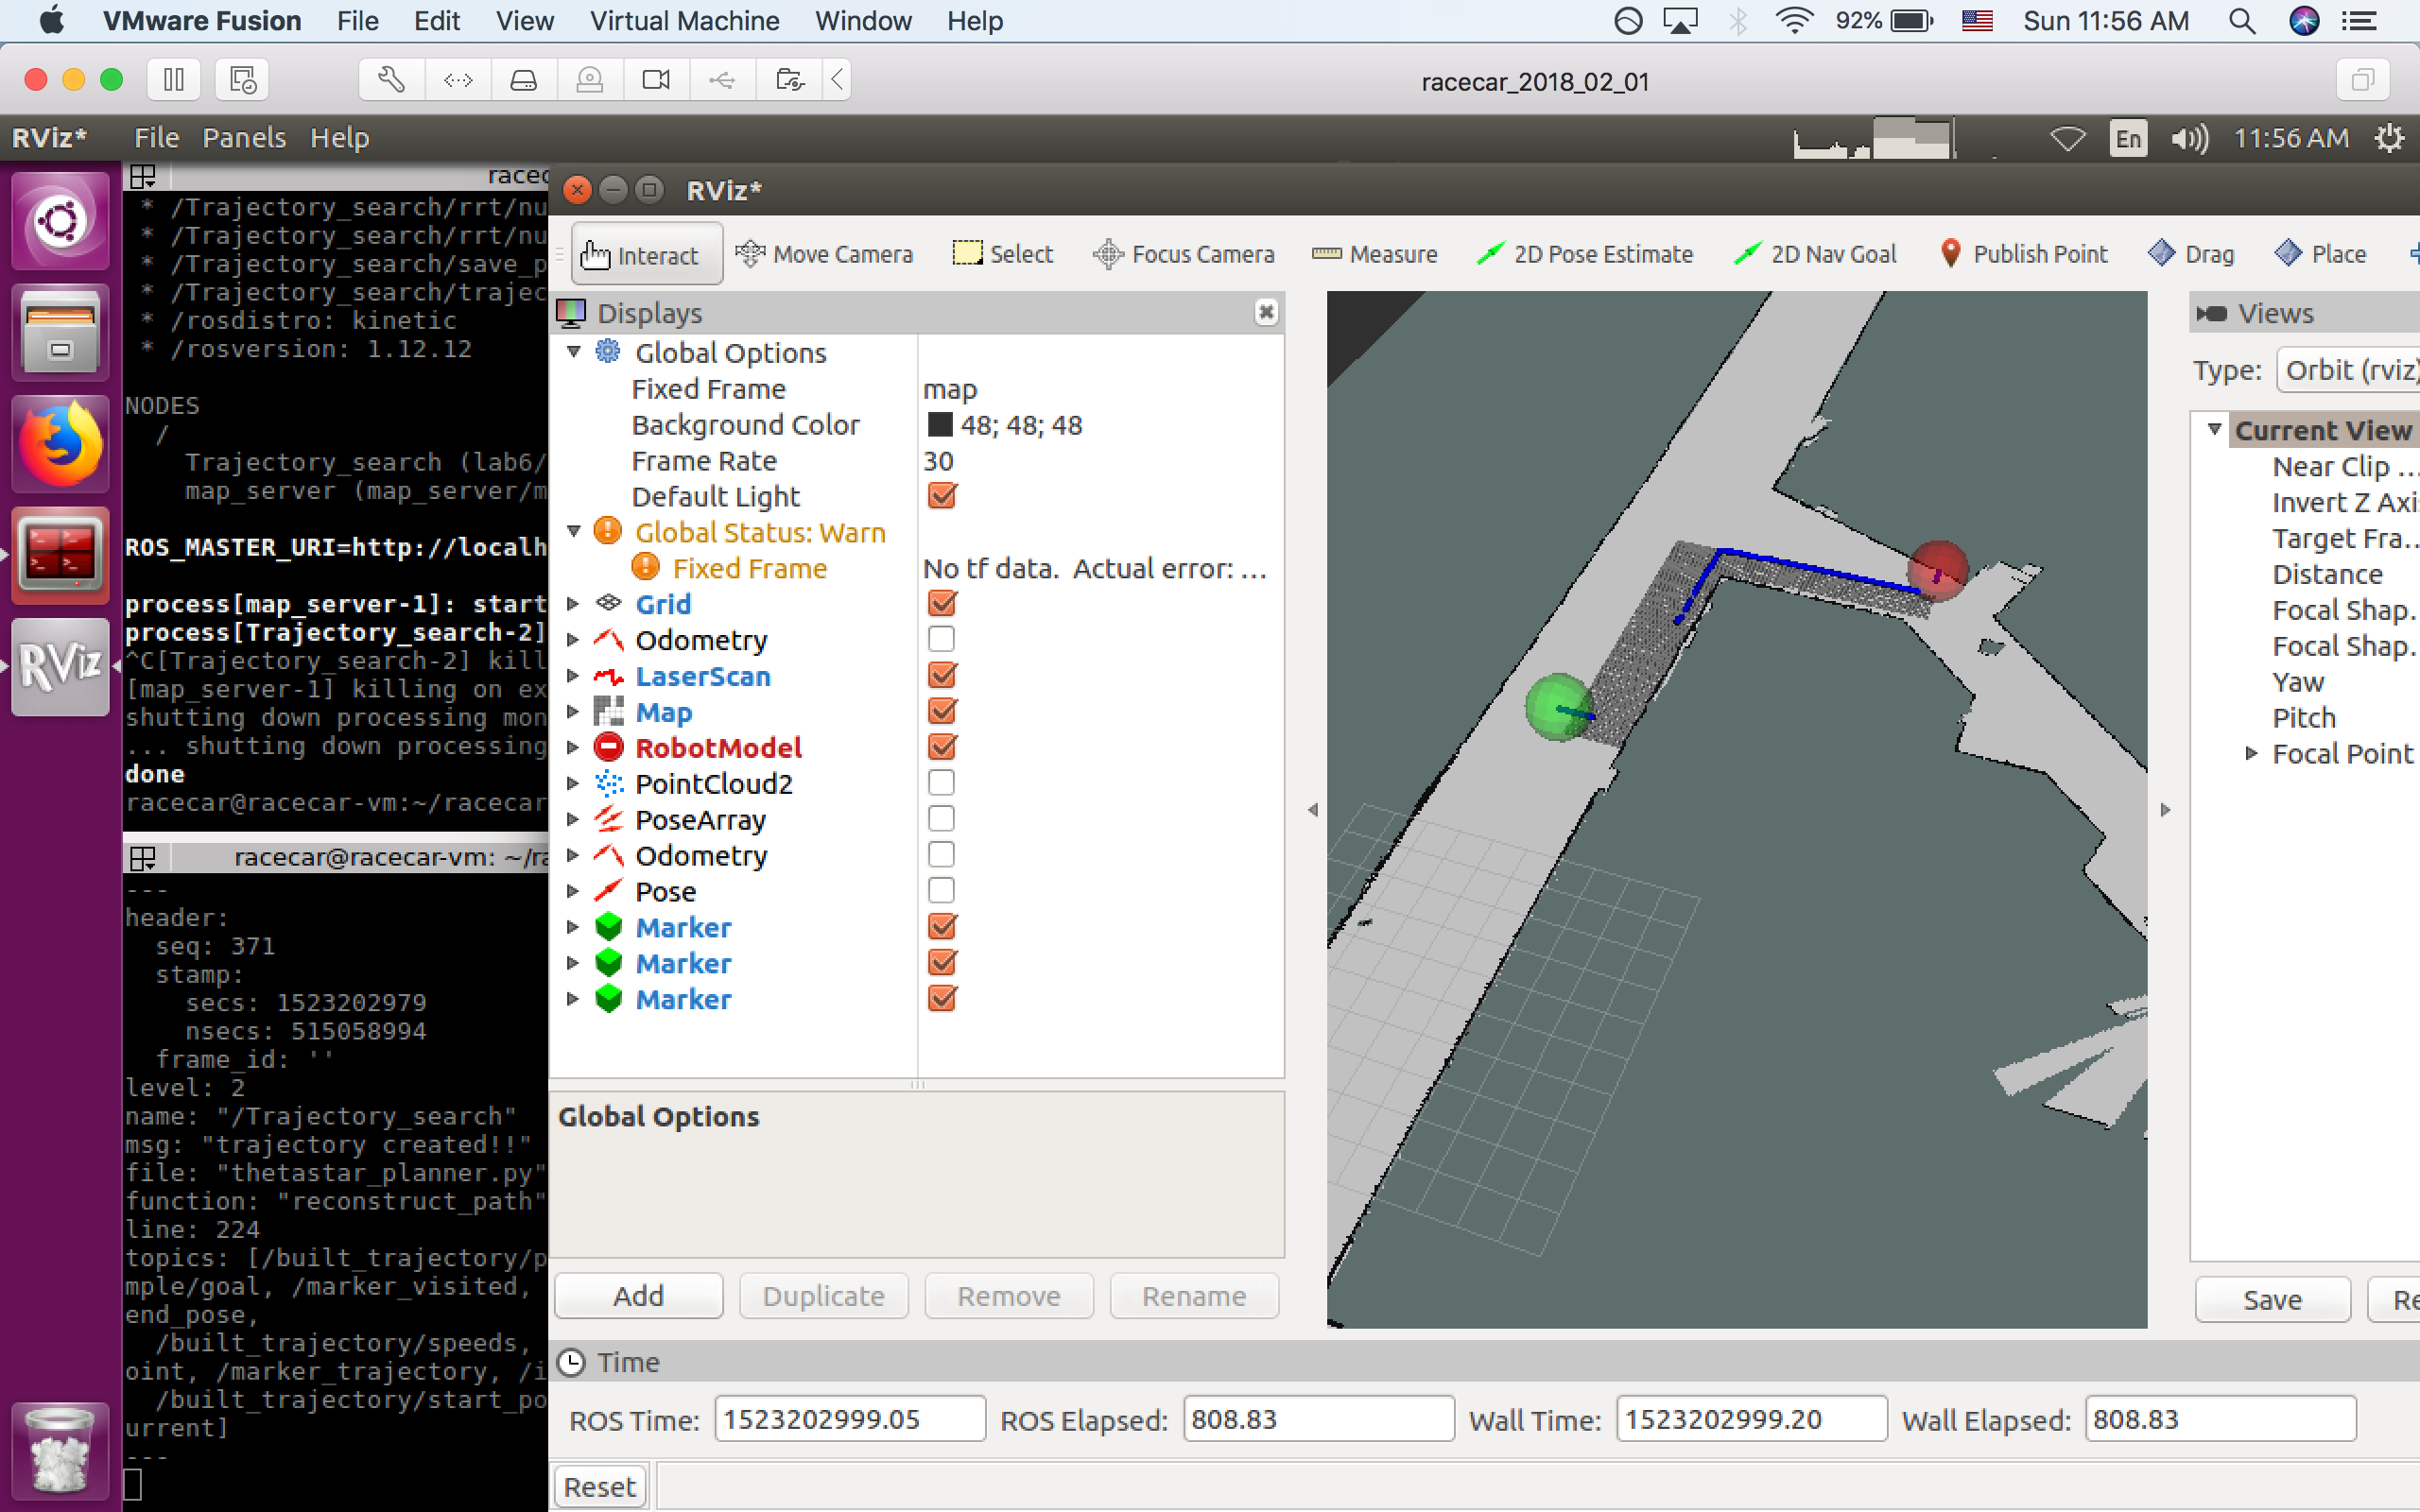 VMware Fusion File Edit View Virtual Machine Window Help 92% Sun 11:56 AM
racecar_2018_02_01
RViz* File Panels Help En 11:56 AM
racec
* /Trajectory_search/rrt/nu
* /Trajectory_search/rrt/nu
* /Trajectory_search/save_p
* /Trajectory_search/trajec
* /rosdistro: kinetic
* /rosversion: 1.12.12
NODES
/
Trajectory_search (lab6/
map_server (map_server/m
ROS_MASTER_URI=http://localh
process[map_server-1]: start
process[Trajectory_search-2]
^C[Trajectory_search-2] kill
[map_server-1] killing on ex
shutting down processing mon
... shutting down processing
done
racecar@racecar-vm:~/racecar
racecar@racecar-vm: ~/ra
---
header:
seq: 371
stamp:
secs: 1523202979
nsecs: 515058994
frame_id: ''
level: 2
name: "/Trajectory_search"
msg: "trajectory created!!"
file: "thetastar_planner.py"
function: "reconstruct_path"
line: 224
topics: [/built_trajectory/p
mple/goal, /marker_visited,
end_pose,
/built_trajectory/speeds,
oint, /marker_trajectory, /i
/built_trajectory/start_po
urrent]
---
RViz
RViz*
Interact Move Camera Select Focus Camera Measure 2D Pose Estimate 2D Nav Goal Publish Point Drag Place
Displays
Global Options
Fixed Frame map
Background Color 48; 48; 48
Frame Rate 30
Default Light
Global Status: Warn
Fixed Frame No tf data. Actual error: ...
Grid
Odometry
LaserScan
Map
RobotModel
PointCloud2
PoseArray
Odometry
Pose
Marker
Marker
Marker
Global Options
Add Duplicate Remove Rename
Views
Type: Orbit (rviz)
Current View
Near Clip ...
Invert Z Axi
Target Fra...
Distance
Focal Shap.
Focal Shap.
Yaw
Pitch
Focal Point
Save Re
Time
ROS Time: 1523202999.05 ROS Elapsed: 808.83 Wall Time: 1523202999.20 Wall Elapsed: 808.83
Reset